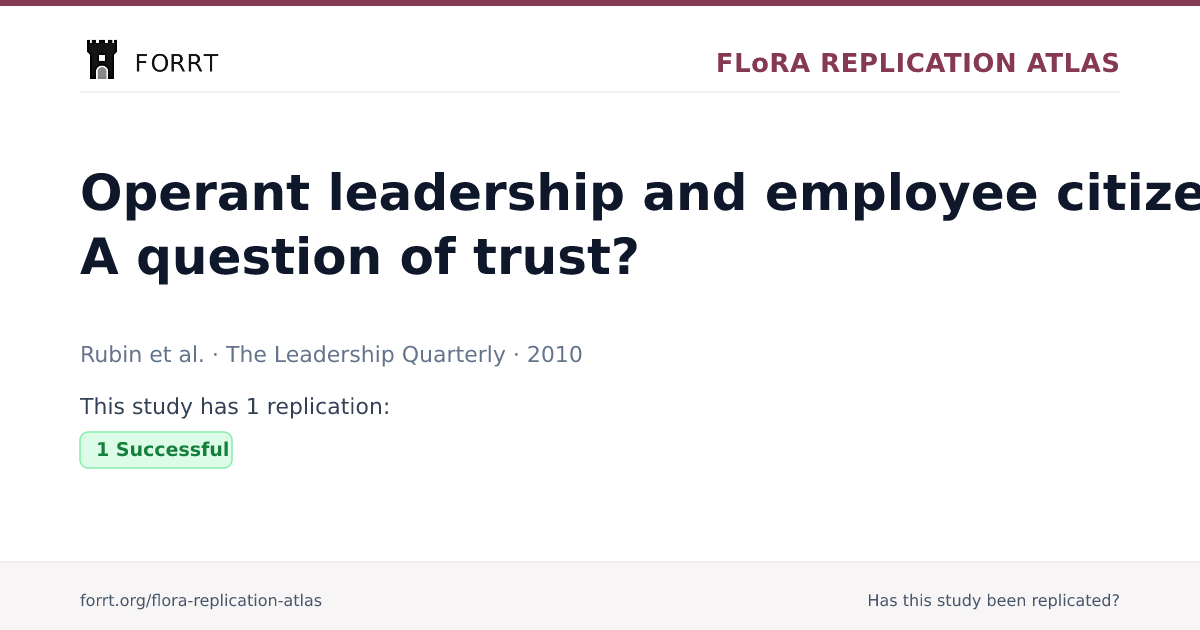 FORRT
FLoRA REPLICATION ATLAS
Operant leadership and employee citize
A question of trust?
Rubin et al. · The Leadership Quarterly · 2010
This study has 1 replication:
1 Successful
forrt.org/flora-replication-atlas
Has this study been replicated?